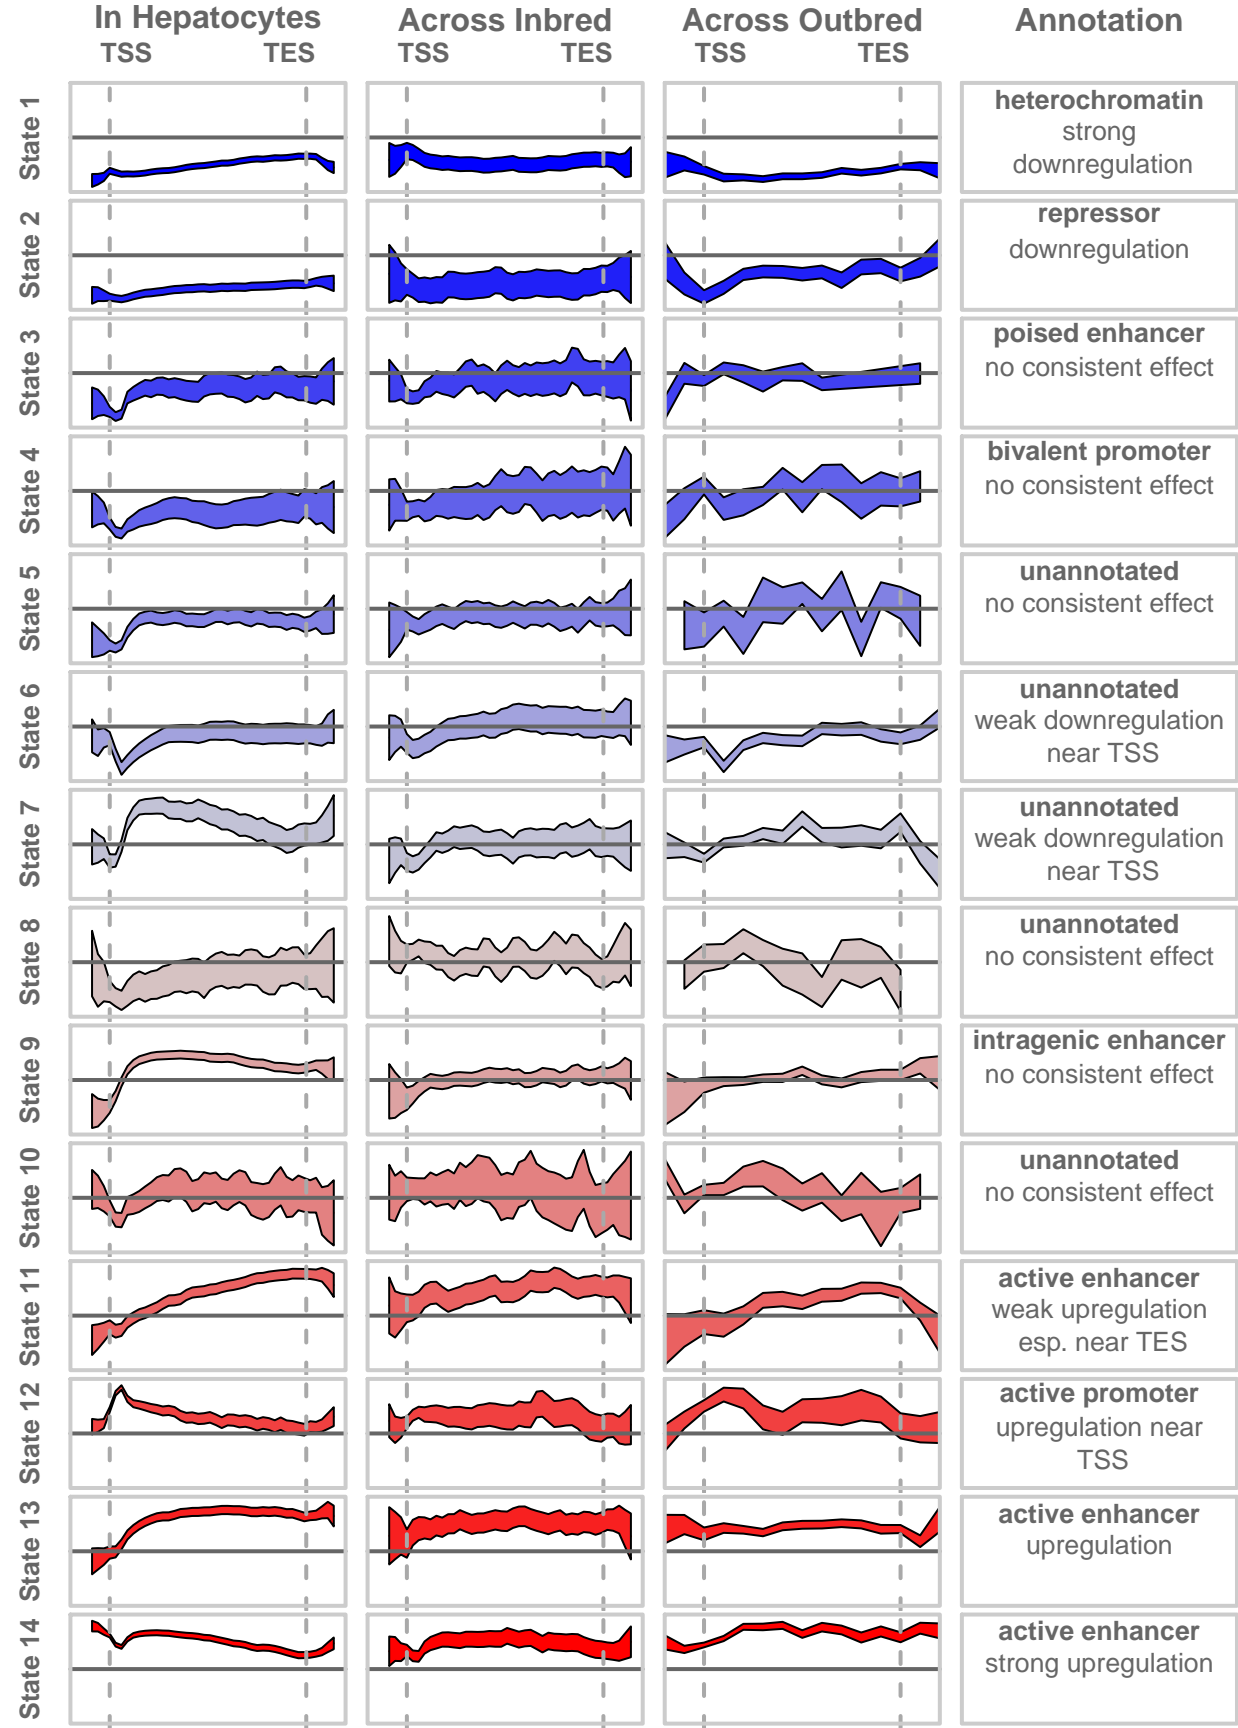 In Hepatocytes Across Inbred Across Outbred Annotation
TSS TES TSS TES TSS TES
State 1
heterochromatin
strong
downregulation
State 2
repressor
downregulation
State 3
poised enhancer
no consistent effect
State 4
bivalent promoter
no consistent effect
State 5
unannotated
no consistent effect
State 6
unannotated
weak downregulation
near TSS
State 7
unannotated
weak downregulation
near TSS
State 8
unannotated
no consistent effect
State 9
intragenic enhancer
no consistent effect
State 10
unannotated
no consistent effect
State 11
active enhancer
weak upregulation
esp. near TES
State 12
active promoter
upregulation near
TSS
State 13
active enhancer
upregulation
State 14
active enhancer
strong upregulation